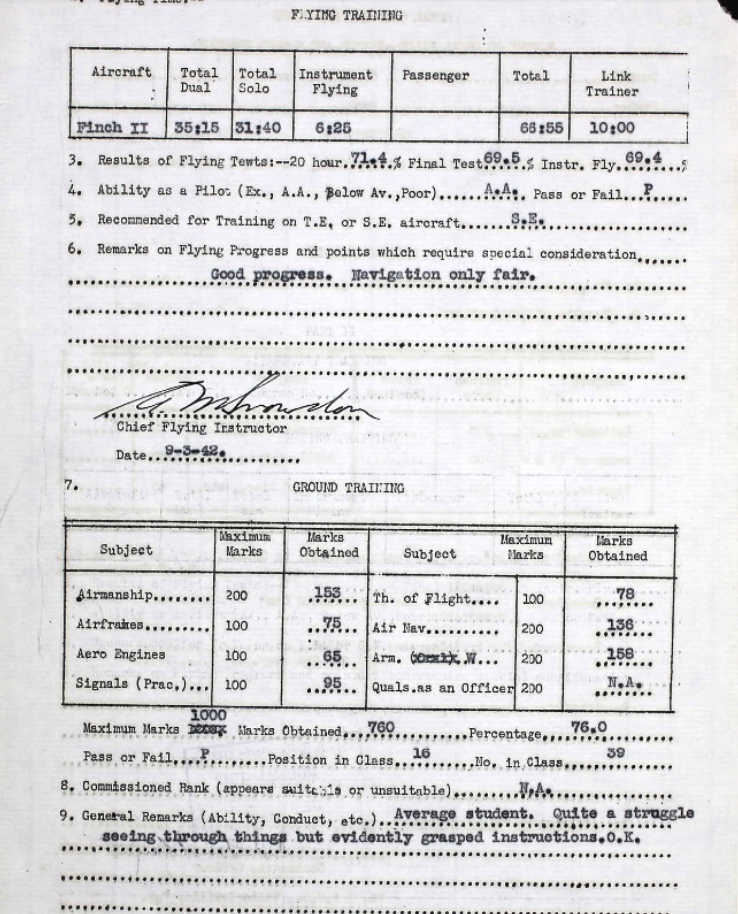 Flying Time.--
FLYING TRAINING
Aircraft Total Dual Total Solo Instrument Flying Passenger Total Link Trainer
Finch II 35:15 31:40 6:25 66:55 10:00
3. Results of Flying Tewts:--20 hour.71.4.% Final Test69.5.% Instr. Fly.69.4..%
4. Ability as a Pilot (Ex., A.A., Below Av.,Poor).......A.A.. Pass or Fail...P....
5. Recommended for Training on T.E. or S.E. aircraft........S.E.
6. Remarks on Flying Progress and points which require special consideration......
Good progress. Navigation only fair.
Chief Flying Instructor
Date...9-3-42.............
7. GROUND TRAINING
Subject Maximum Marks Marks Obtained Subject Maximum Marks Marks Obtained
Airmanship........ 200 153 Th. of Flight.... 100 78
Airframes......... 100 75 Air Nav.......... 200 136
Aero Engines 100 65 Arm. W... 200 158
Signals (Prac.)... 100 95 Quals.as an Officer 200 N.A.
1000
Maximum Marks Marks Obtained...760...........Percentage........76.0
Pass or Fail...P.......Position in Class...16......No. in Class........39
8. Commissioned Rank (appears suitable or unsuitable).......N.A.
9. General Remarks (Ability, Conduct, etc.)..Average student. Quite a struggle
seeing through things but evidently grasped instructions.O.K.